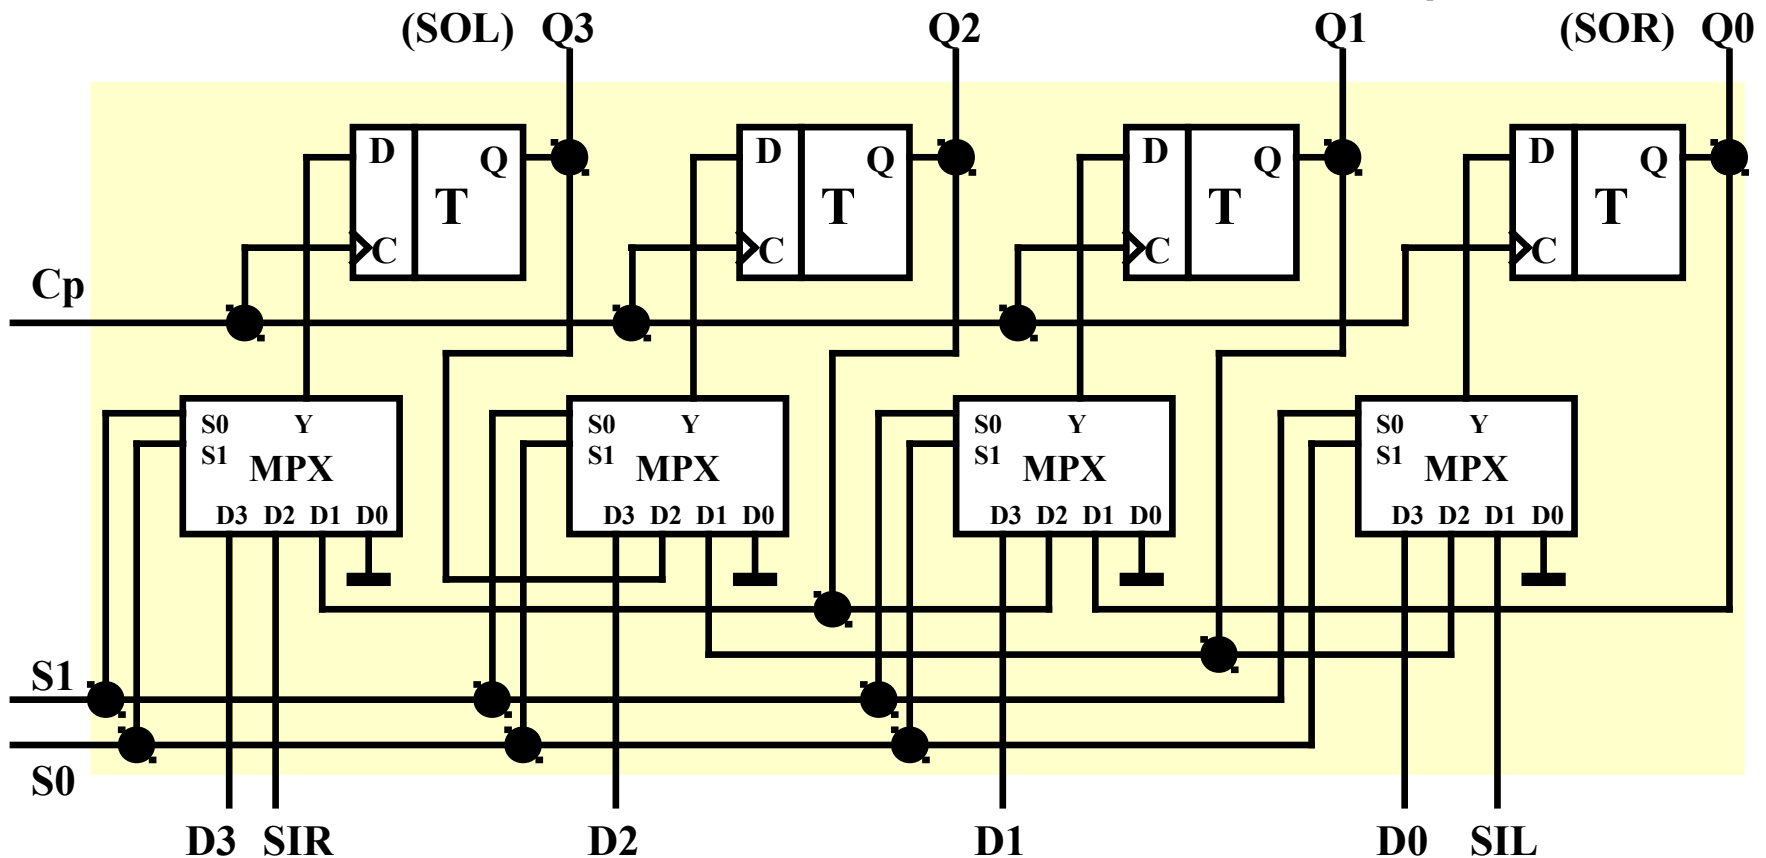 (SOL) Q3 Q2 Q1 (SOR) Q0
D Q D Q D Q D Q
T T T T
C C C C
Cp
S0 Y S0 Y S0 Y S0 Y
S1 S1 S1 S1
MPX MPX MPX MPX
D3 D2 D1 D0 D3 D2 D1 D0 D3 D2 D1 D0 D3 D2 D1 D0
S1
S0
D3 SIR D2 D1 D0 SIL